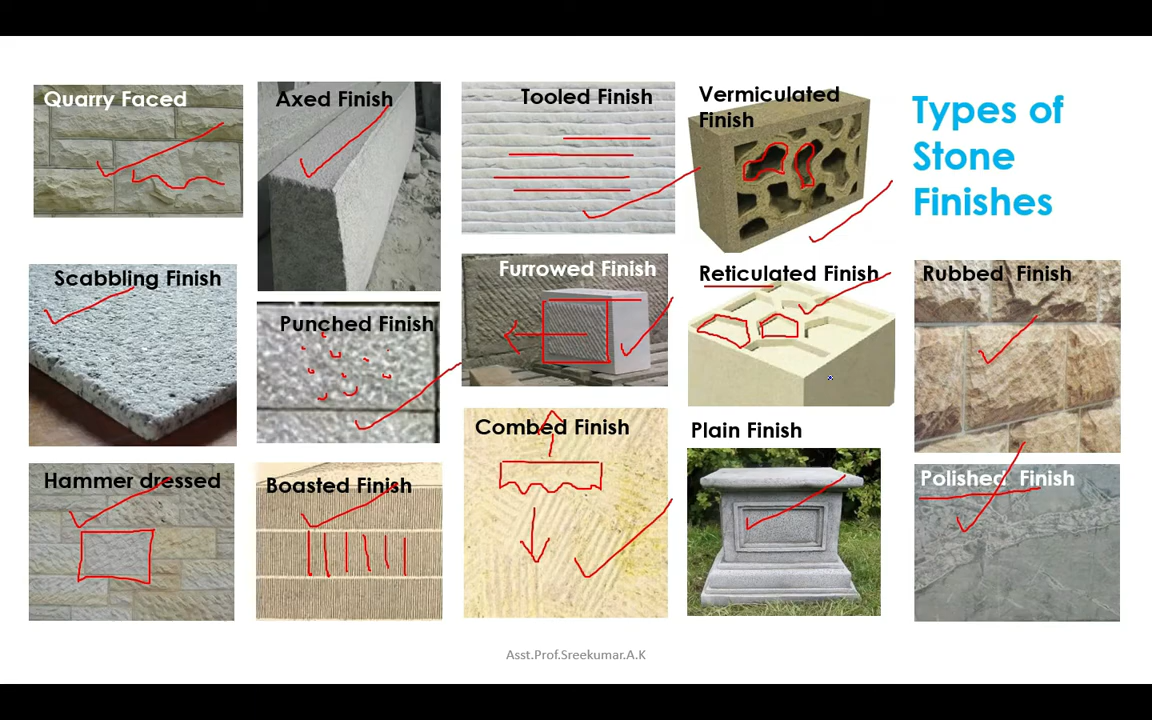 Quarry Faced
Axed Finish
Tooled Finish
Vermiculated
Finish
Types of
Stone
Finishes
Scabbling Finish
Punched Finish
Furrowed Finish
Reticulated Finish
Rubbed Finish
Hammer dressed
Boasted Finish
Combed Finish
Plain Finish
Polished Finish
Asst.Prof.Sreekumar.A.K